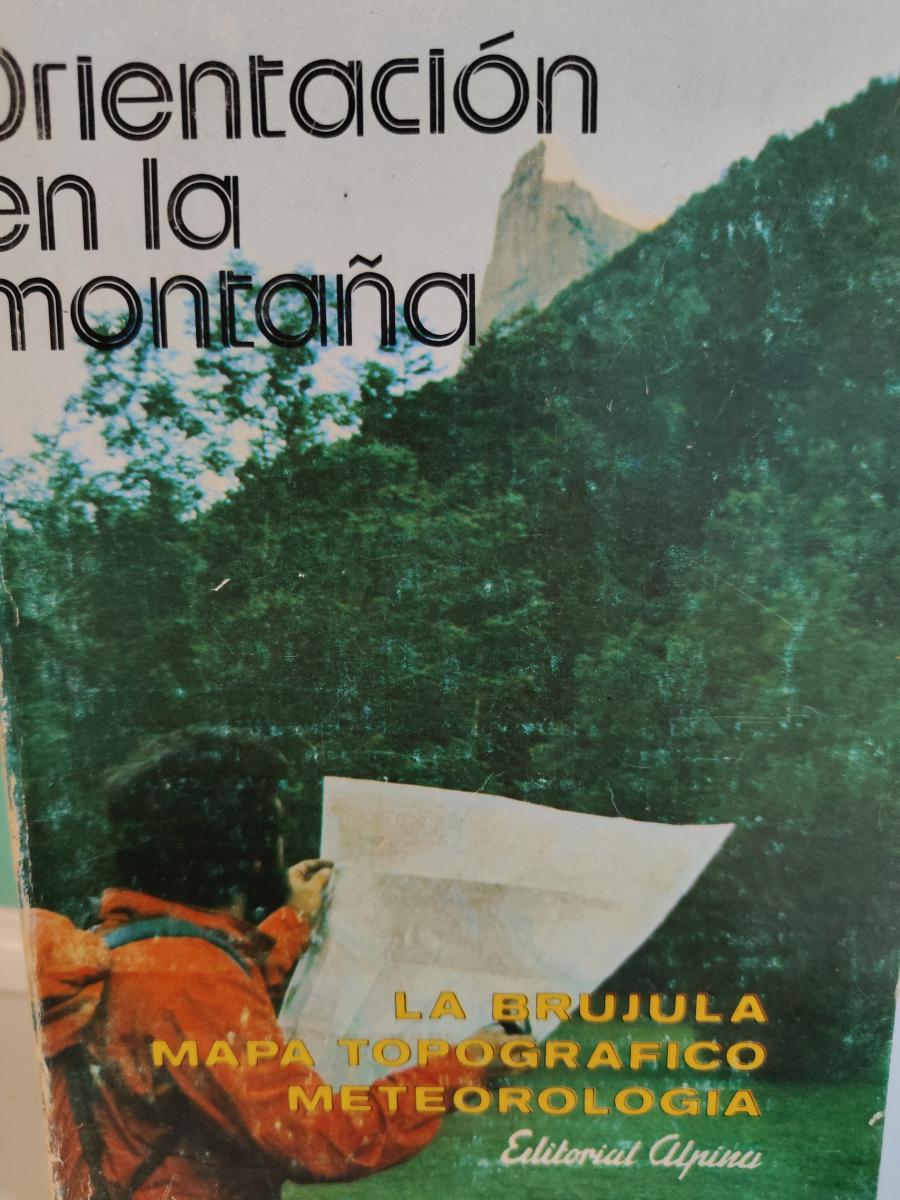 Orientación
en la
montaña
LA BRUJULA
MAPA TOPOGRAFICO
METEOROLOGIA
Editorial Alpina